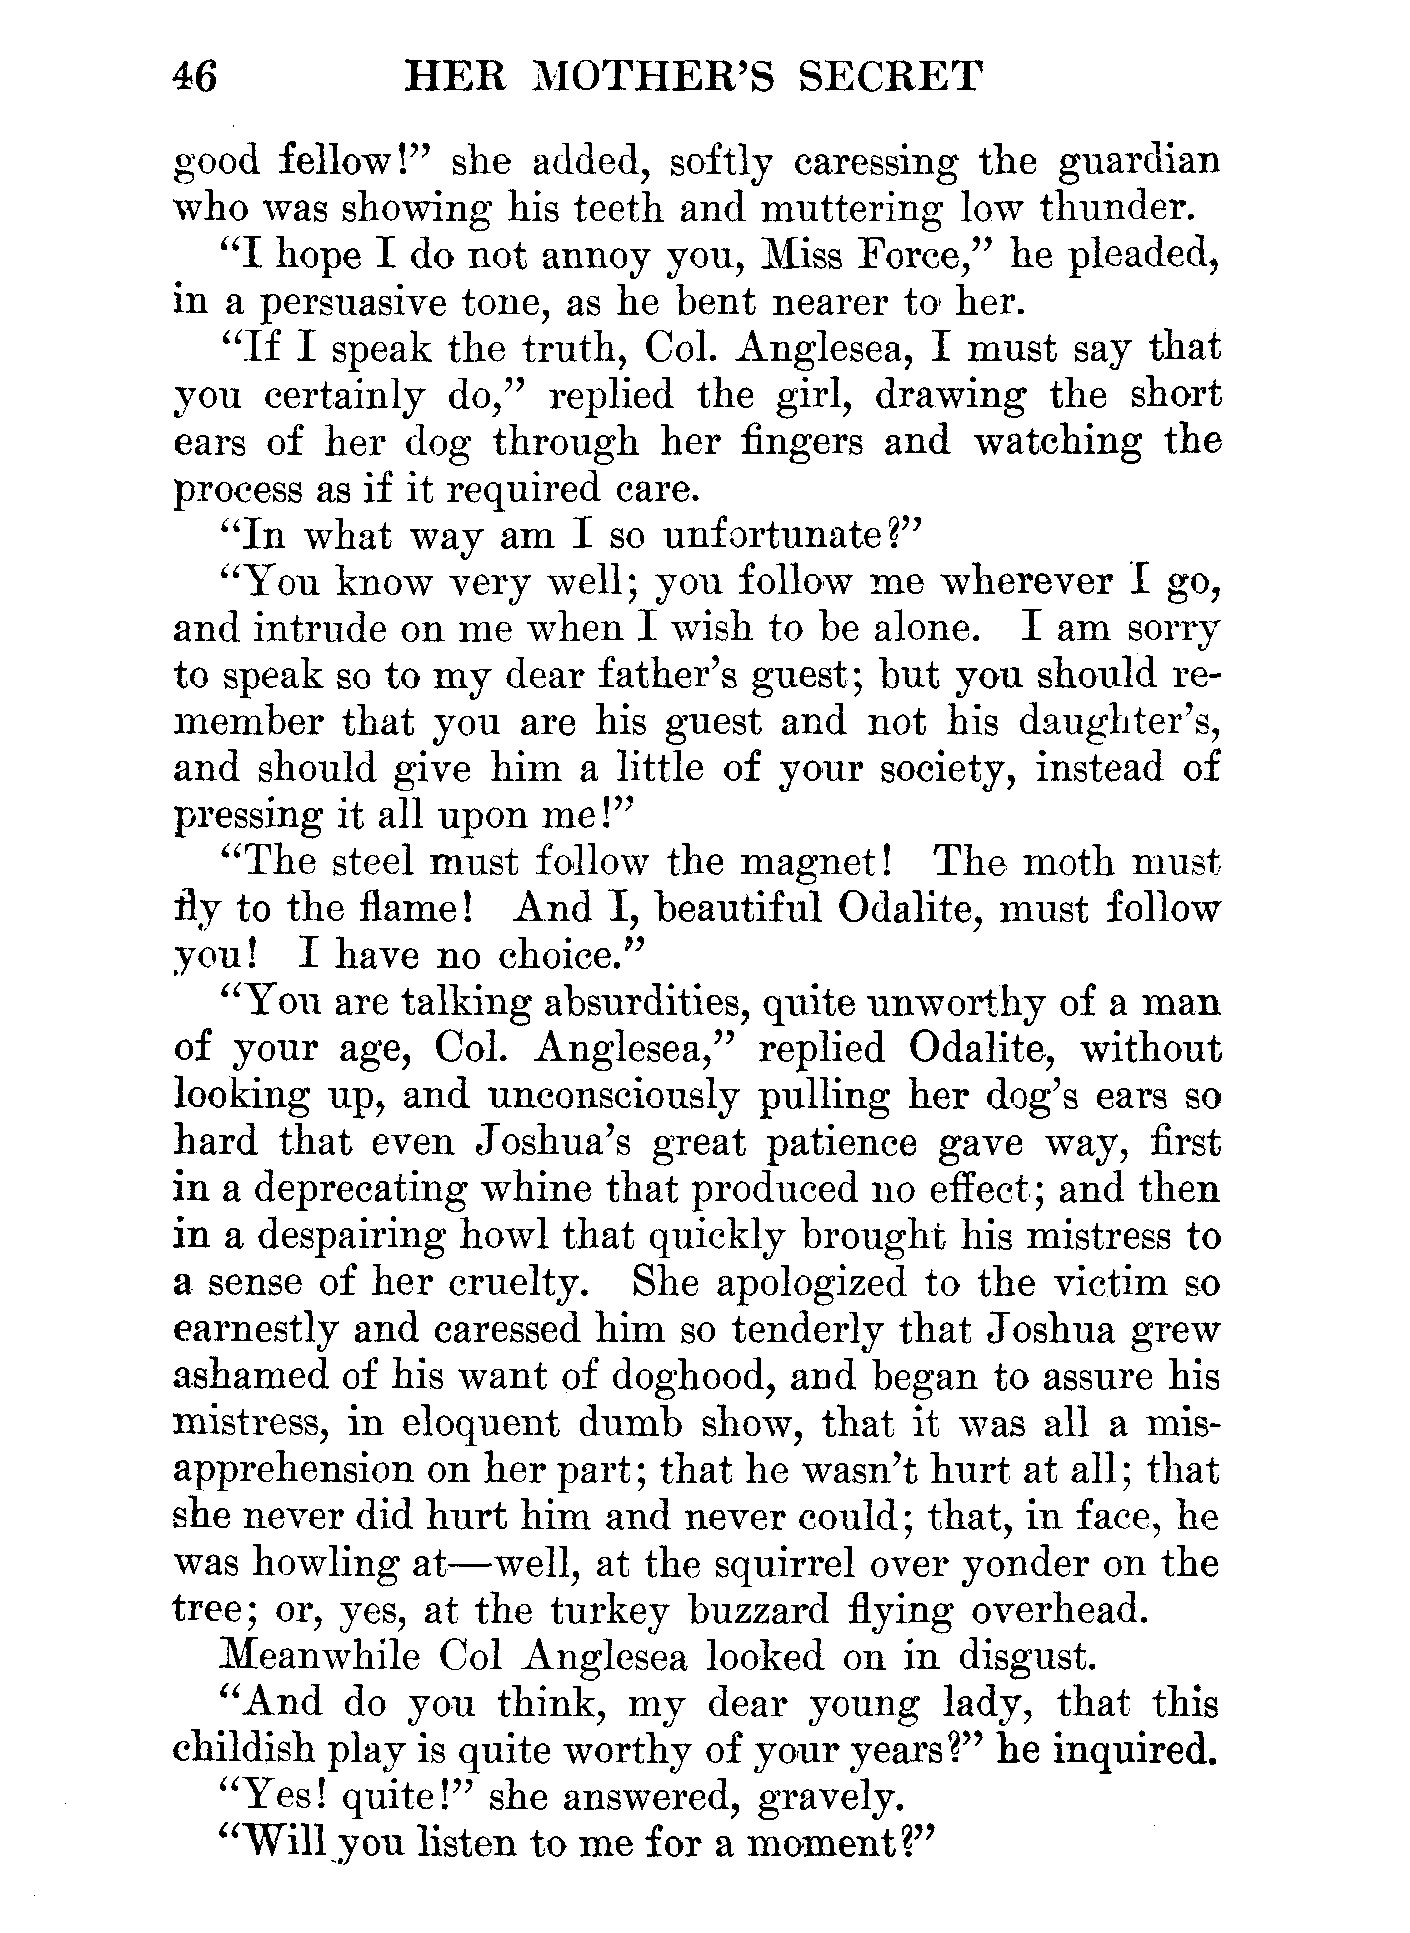 46 HER MOTHER'S SECRET
good fellow!" she added, softly caressing the guardian
who was showing his teeth and muttering low thunder.
"I hope I do not annoy you, Miss Force," he pleaded,
in a persuasive tone, as he bent nearer to her.
"If I speak the truth, Col. Anglesea, I must say that
you certainly do," replied the girl, drawing the short
ears of her dog through her fingers and watching the
process as if it required care.
"In what way am I so unfortunate?"
"You know very well; you follow me wherever I go,
and intrude on me when I wish to be alone. I am sorry
to speak so to my dear father's guest; but you should re-
member that you are his guest and not his daughter's,
and should give him a little of your society, instead of
pressing it all upon me!"
"The steel must follow the magnet! The moth must
fly to the flame! And I, beautiful Odalite, must follow
you! I have no choice."
"You are talking absurdities, quite unworthy of a man
of your age, Col. Anglesea," replied Odalite, without
looking up, and unconsciously pulling her dog's ears so
hard that even Joshua's great patience gave way, first
in a deprecating whine that produced no effect; and then
in a despairing howl that quickly brought his mistress to
a sense of her cruelty. She apologized to the victim so
earnestly and caressed him so tenderly that Joshua grew
ashamed of his want of doghood, and began to assure his
mistress, in eloquent dumb show, that it was all a mis-
apprehension on her part; that he wasn't hurt at all; that
she never did hurt him and never could; that, in face, he
was howling at—well, at the squirrel over yonder on the
tree; or, yes, at the turkey buzzard flying overhead.
Meanwhile Col Anglesea looked on in disgust.
"And do you think, my dear young lady, that this
childish play is quite worthy of your years?" he inquired.
"Yes! quite!" she answered, gravely.
"Will you listen to me for a moment?"